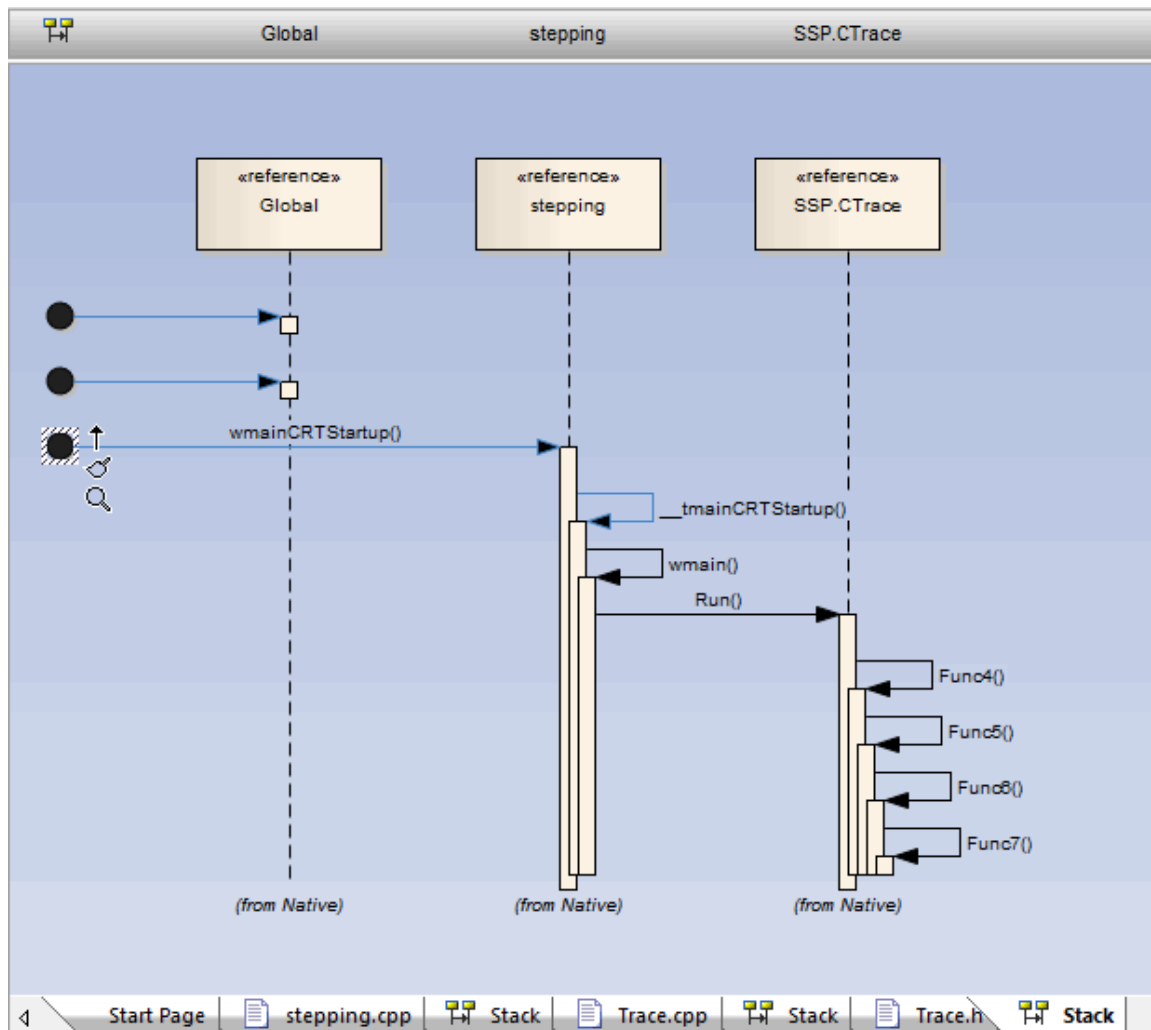 Global stepping SSP.CTrace
«reference» «reference» «reference»
Global stepping SSP.CTrace
wmainCRTStartup()
__tmainCRTStartup()
wmain()
Run()
Func4()
Func5()
Func6()
Func7()
(from Native) (from Native) (from Native)
Start Page stepping.cpp Stack Trace.cpp Stack Trace.h Stack